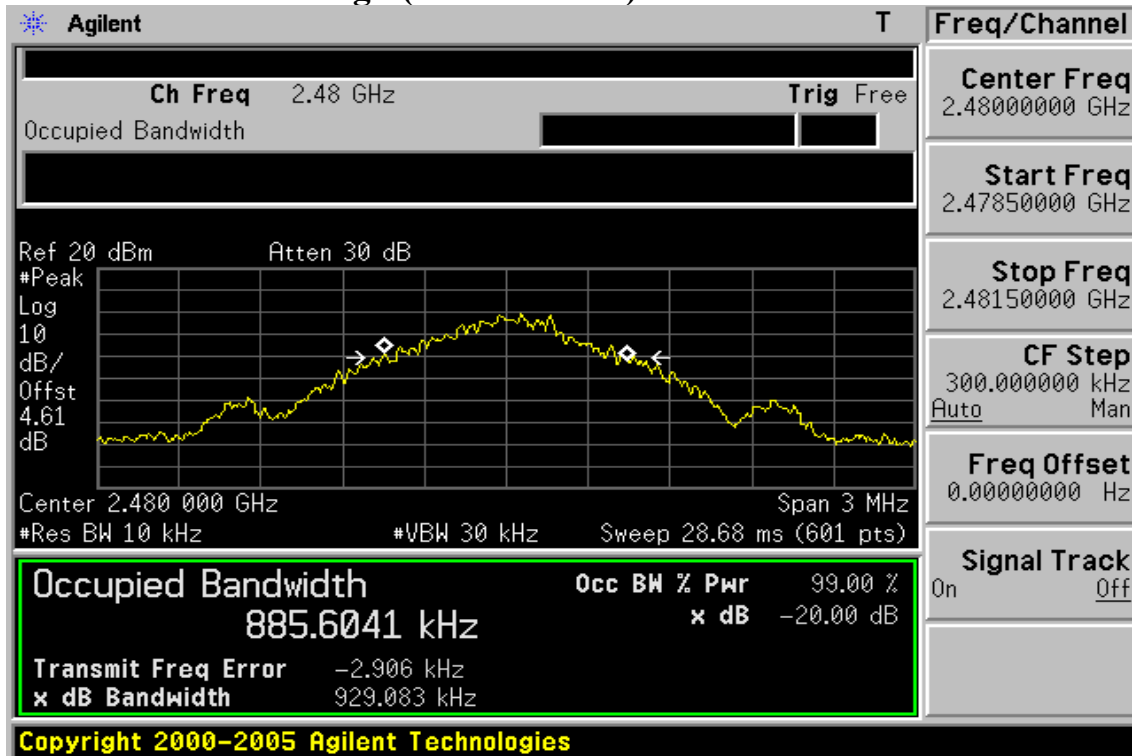 Agilent T
Freq/Channel
Ch Freq 2.48 GHz Trig Free
Occupied Bandwidth
Center Freq
2.48000000 GHz
Start Freq
2.47850000 GHz
Stop Freq
2.48150000 GHz
CF Step
300.000000 kHz
Auto Man
Freq Offset
0.00000000 Hz
Signal Track
On Off
Ref 20 dBm Atten 30 dB
#Peak
Log
10
dB/
Offst
4.61
dB
Center 2.480 000 GHz Span 3 MHz
#Res BW 10 kHz #VBW 30 kHz Sweep 28.68 ms (601 pts)
Occupied Bandwidth
885.6041 kHz
Occ BW % Pwr 99.00 %
x dB -20.00 dB
Transmit Freq Error -2.906 kHz
x dB Bandwidth 929.083 kHz
Copyright 2000-2005 Agilent Technologies